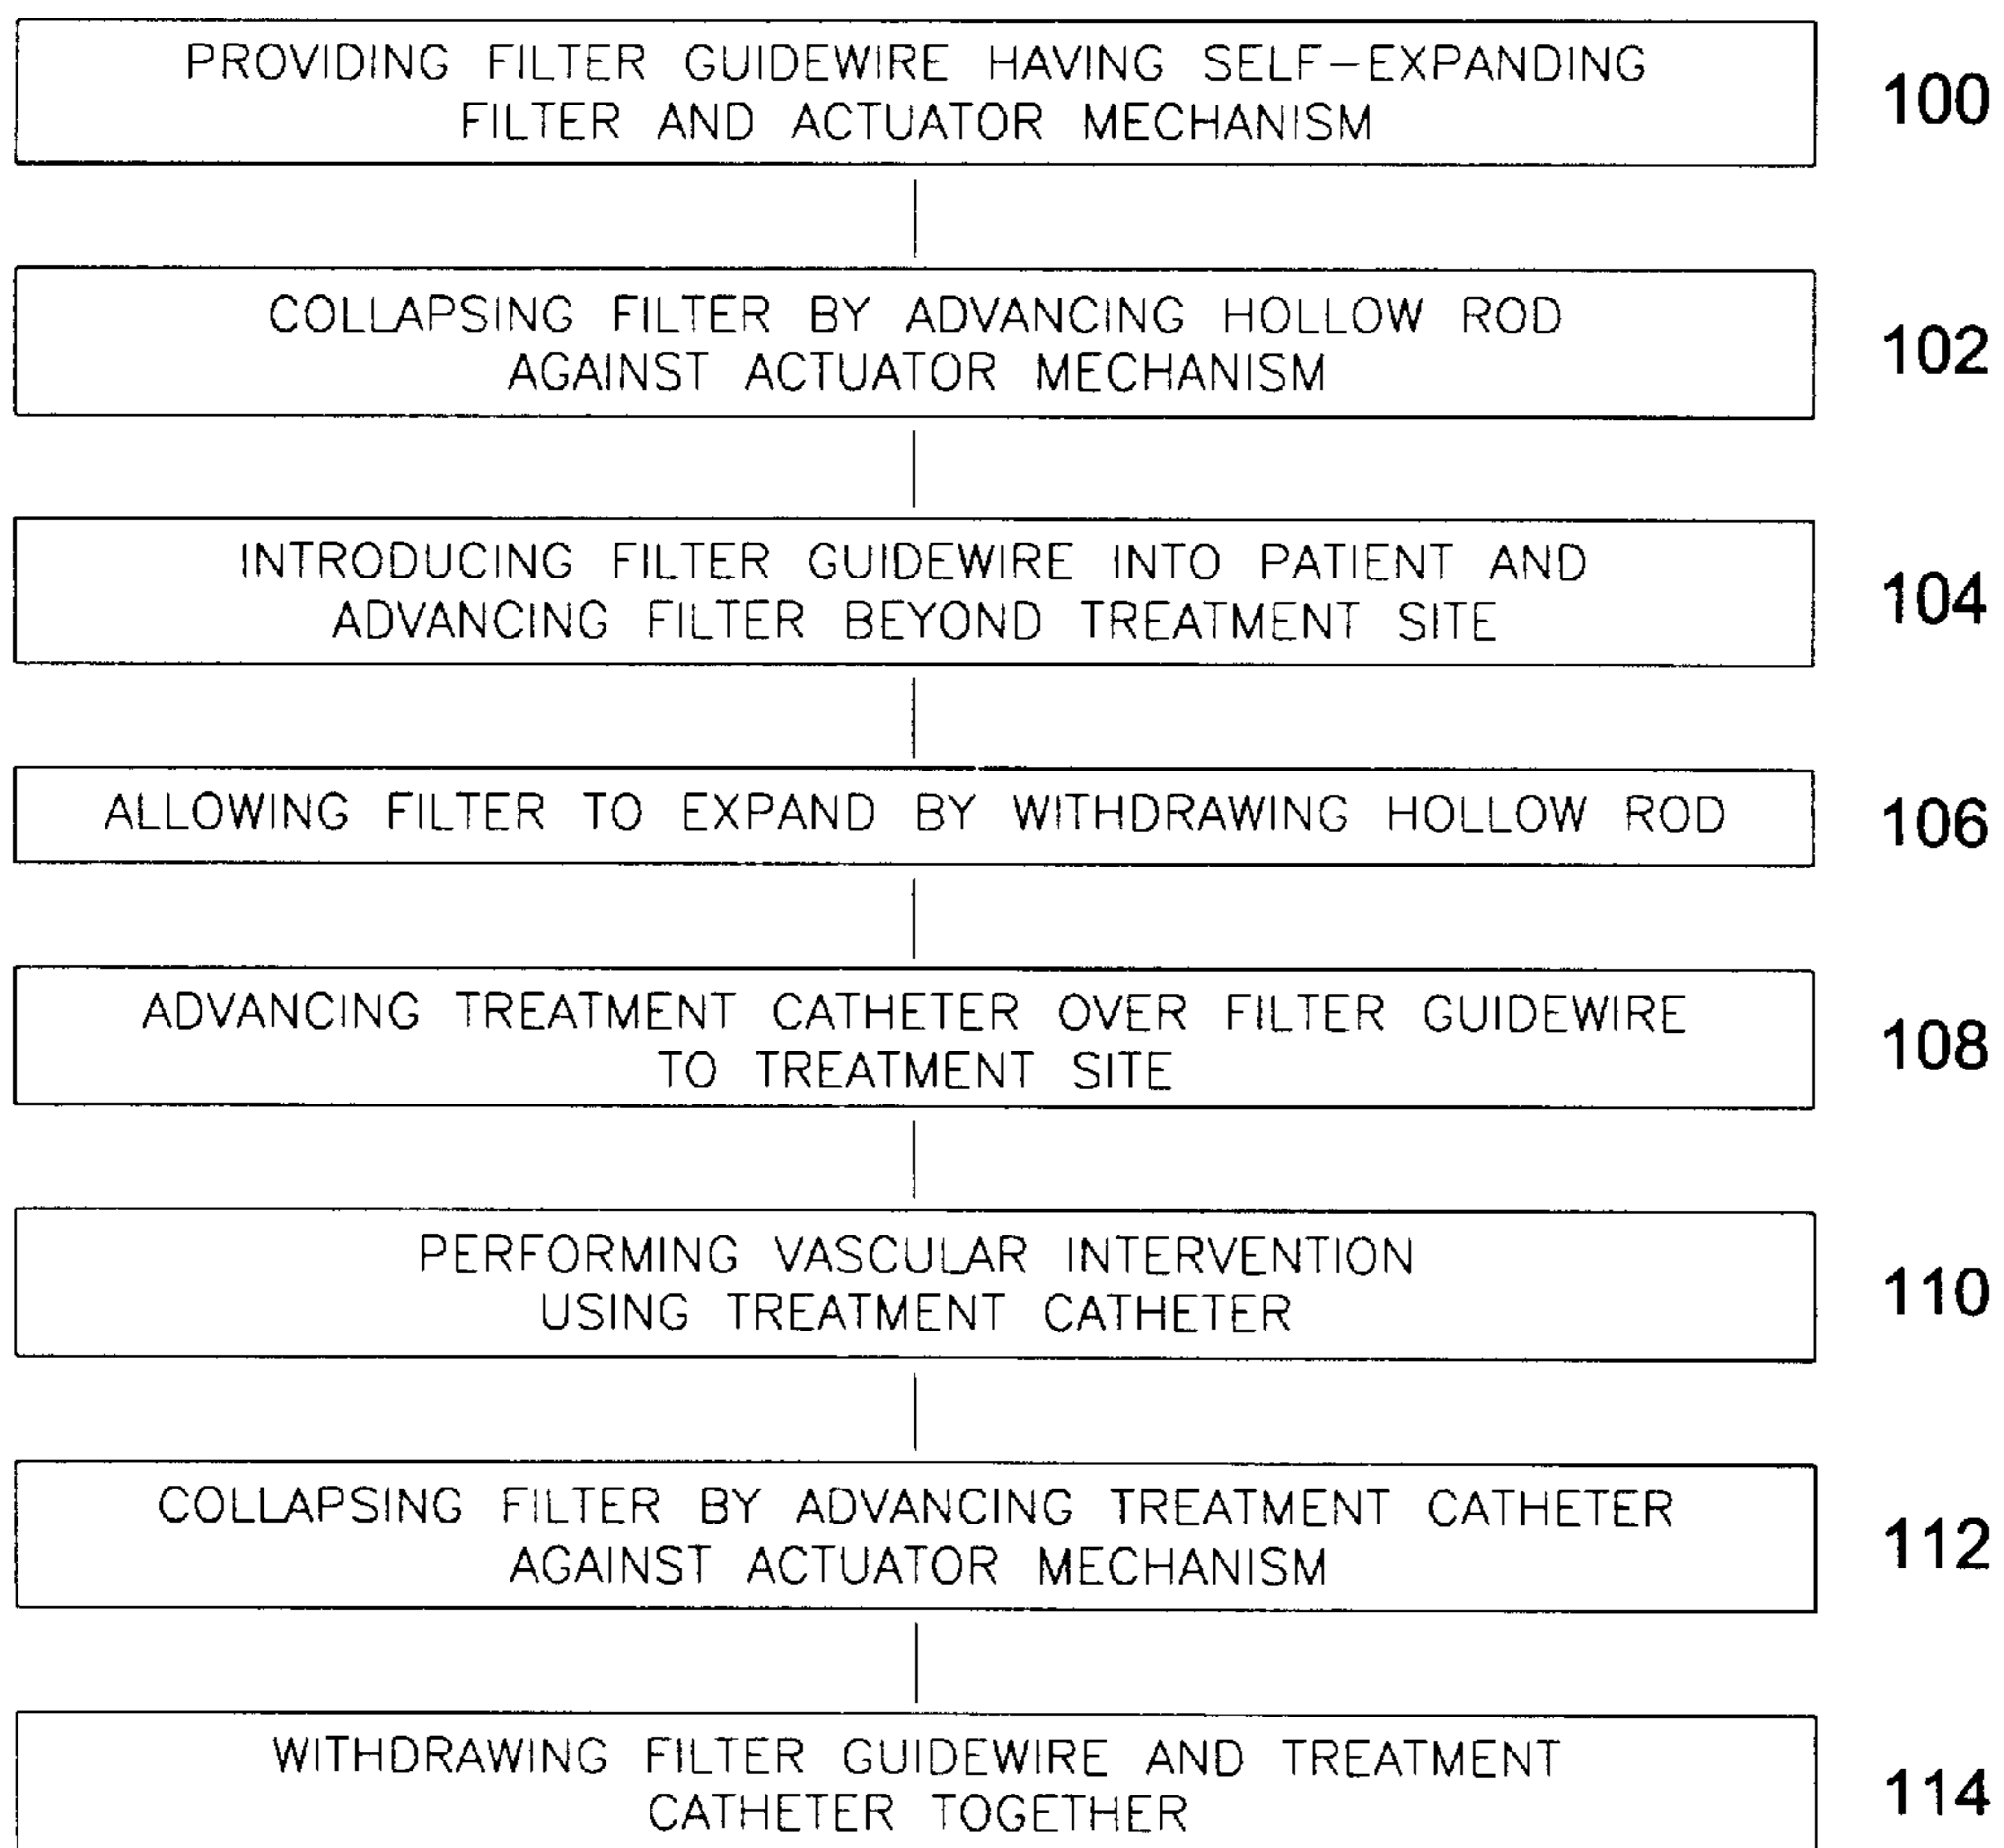 PROVIDING FILTER GUIDEWIRE HAVING SELF-EXPANDING
FILTER AND ACTUATOR MECHANISM
100
COLLAPSING FILTER BY ADVANCING HOLLOW ROD
AGAINST ACTUATOR MECHANISM
102
INTRODUCING FILTER GUIDEWIRE INTO PATIENT AND
ADVANCING FILTER BEYOND TREATMENT SITE
104
ALLOWING FILTER TO EXPAND BY WITHDRAWING HOLLOW ROD
106
ADVANCING TREATMENT CATHETER OVER FILTER GUIDEWIRE
TO TREATMENT SITE
108
PERFORMING VASCULAR INTERVENTION
USING TREATMENT CATHETER
110
COLLAPSING FILTER BY ADVANCING TREATMENT CATHETER
AGAINST ACTUATOR MECHANISM
112
WITHDRAWING FILTER GUIDEWIRE AND TREATMENT
CATHETER TOGETHER
114